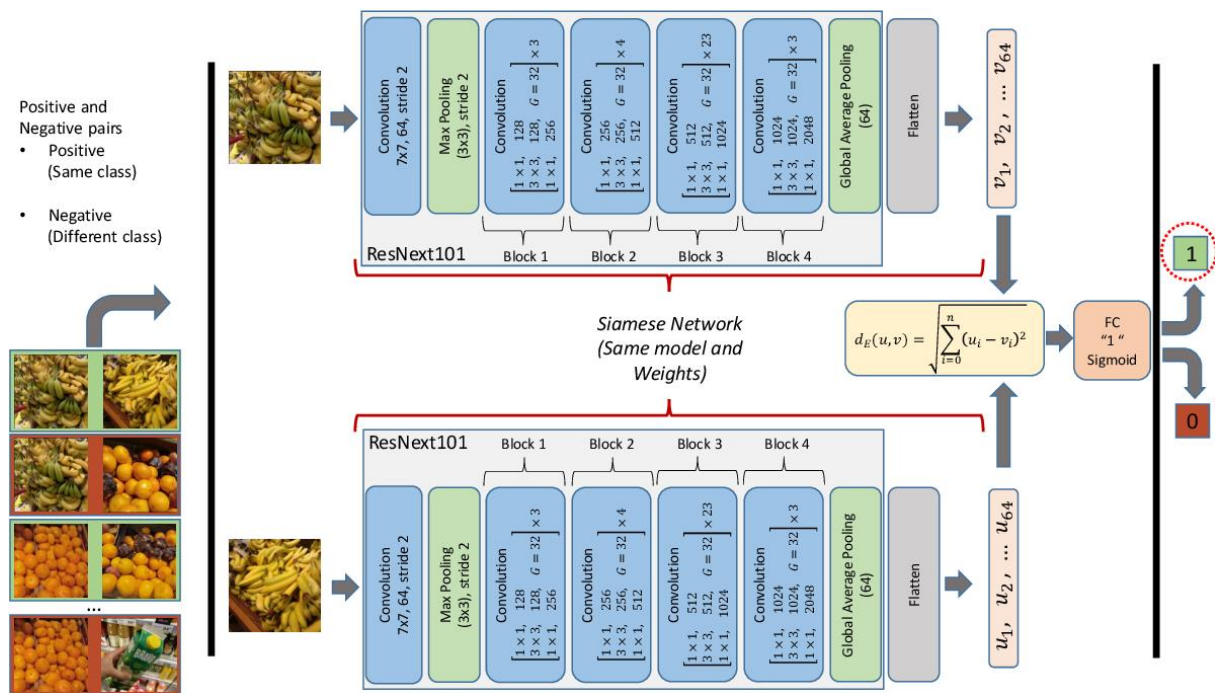 Positive and
Negative pairs
• Positive
(Same class)
• Negative
(Different class)
...
Convolution
7x7, 64, stride 2
Max Pooling
(3x3), stride 2
Convolution
[1 × 1, 128
3 × 3, 128, G = 32
1 × 1, 256] × 3
Convolution
[1 × 1, 256
3 × 3, 256, G = 32
1 × 1, 512] × 4
Convolution
[1 × 1, 512
3 × 3, 512, G = 32
1 × 1, 1024] × 23
Convolution
[1 × 1, 1024
3 × 3, 1024, G = 32
1 × 1, 2048] × 3
Global Average Pooling
(64)
Flatten
v₁, v₂, ... v₆₄
ResNext101
Block 1
Block 2
Block 3
Block 4
Siamese Network
(Same model and
Weights)
d_E(u, v) = √(∑_{i=0}^{n} (u_i − v_i)²)
FC
"1 "
Sigmoid
1
0
ResNext101
Block 1
Block 2
Block 3
Block 4
Convolution
7x7, 64, stride 2
Max Pooling
(3x3), stride 2
Convolution
[1 × 1, 128
3 × 3, 128, G = 32
1 × 1, 256] × 3
Convolution
[1 × 1, 256
3 × 3, 256, G = 32
1 × 1, 512] × 4
Convolution
[1 × 1, 512
3 × 3, 512, G = 32
1 × 1, 1024] × 23
Convolution
[1 × 1, 1024
3 × 3, 1024, G = 32
1 × 1, 2048] × 3
Global Average Pooling
(64)
Flatten
u₁, u₂, ... u₆₄